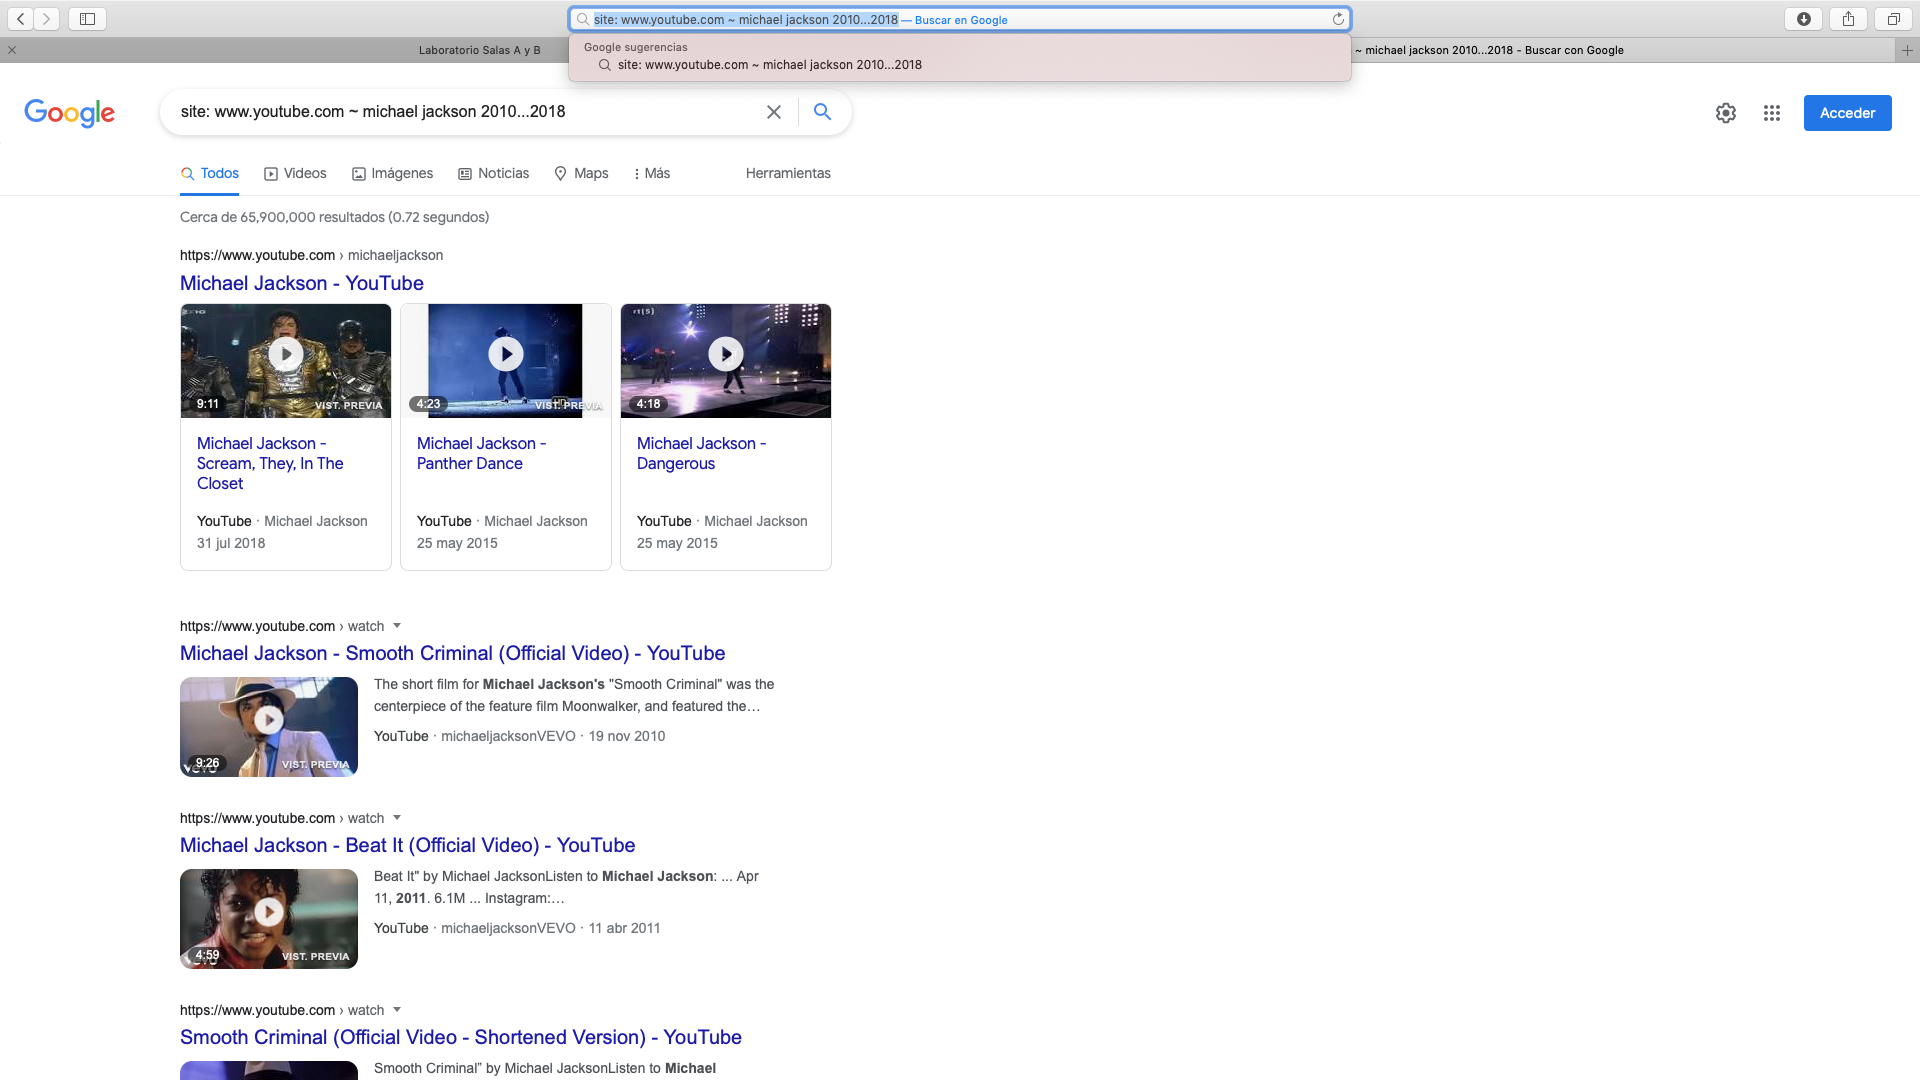 site: www.youtube.com ~ michael jackson 2010...2018 — Buscar en Google
Laboratorio Salas A y B
~ michael jackson 2010...2018 - Buscar con Google
Google sugerencias
site: www.youtube.com ~ michael jackson 2010...2018
Google
site: www.youtube.com ~ michael jackson 2010...2018
Acceder
Todos
Videos
Imágenes
Noticias
Maps
Más
Herramientas
Cerca de 65,900,000 resultados (0.72 segundos)
https://www.youtube.com › michaeljackson
Michael Jackson - YouTube
9:11
VIST. PREVIA
Michael Jackson -
Scream, They, In The
Closet
YouTube · Michael Jackson
31 jul 2018
4:23
VIST. PREVIA
Michael Jackson -
Panther Dance
YouTube · Michael Jackson
25 may 2015
rtl(5)
4:18
Michael Jackson -
Dangerous
YouTube · Michael Jackson
25 may 2015
https://www.youtube.com › watch
Michael Jackson - Smooth Criminal (Official Video) - YouTube
9:26
vevo
VIST. PREVIA
The short film for Michael Jackson's "Smooth Criminal" was the
centerpiece of the feature film Moonwalker, and featured the…
YouTube · michaeljacksonVEVO · 19 nov 2010
https://www.youtube.com › watch
Michael Jackson - Beat It (Official Video) - YouTube
4:59
vevo
VIST. PREVIA
Beat It" by Michael JacksonListen to Michael Jackson: ... Apr
11, 2011. 6.1M ... Instagram:…
YouTube · michaeljacksonVEVO · 11 abr 2011
https://www.youtube.com › watch
Smooth Criminal (Official Video - Shortened Version) - YouTube
Smooth Criminal” by Michael JacksonListen to Michael